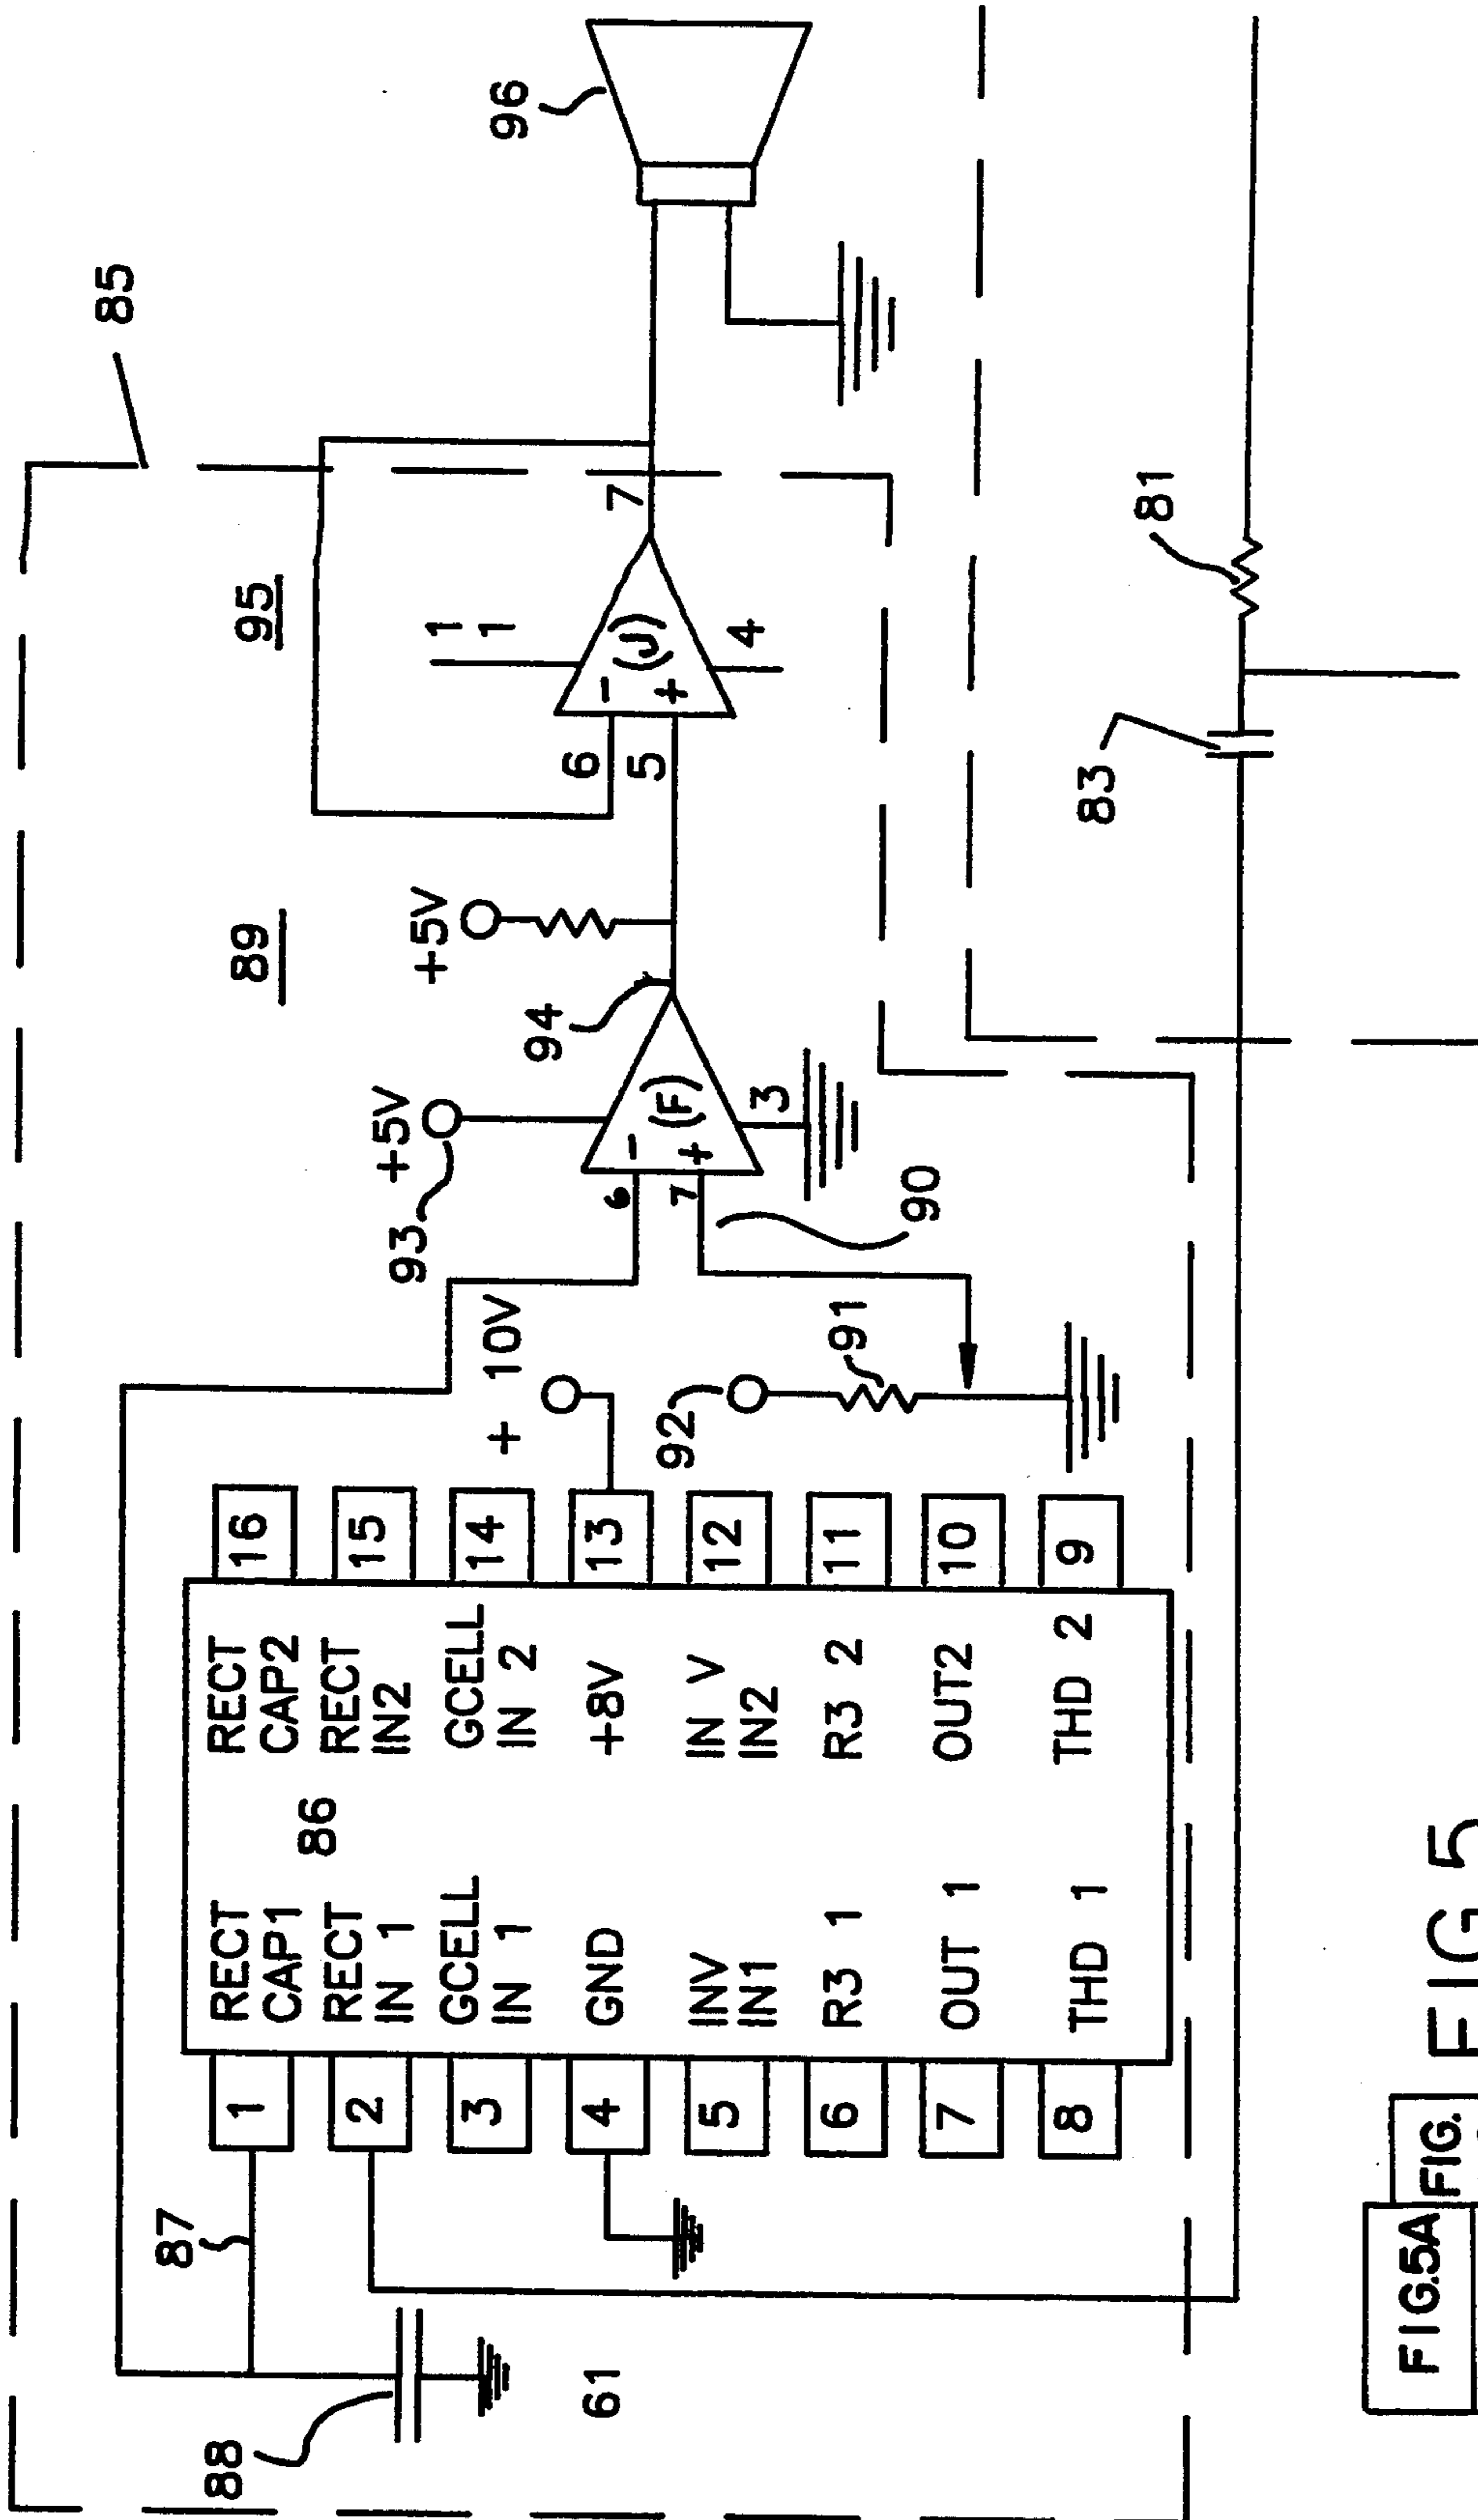 85
89
95
96
+5V
93
+5V
94
(F)
−
+
6
7
3
90
(U)
−
+
6
5
7
1 1
4
87
88
61
86
1
2
3
4
5
6
7
8
RECT
CAP1
RECT
IN 1
GCELL
IN 1
GND
INV
IN1
R3 1
OUT 1
THD 1
RECT
CAP2
RECT
IN2
GCELL
IN 2
+8V
IN V
IN2
R3 2
OUT2
THD 2
16
15
14
13
12
11
10
9
+ 10V
92
91
83
81
FIG.5A
FIG.